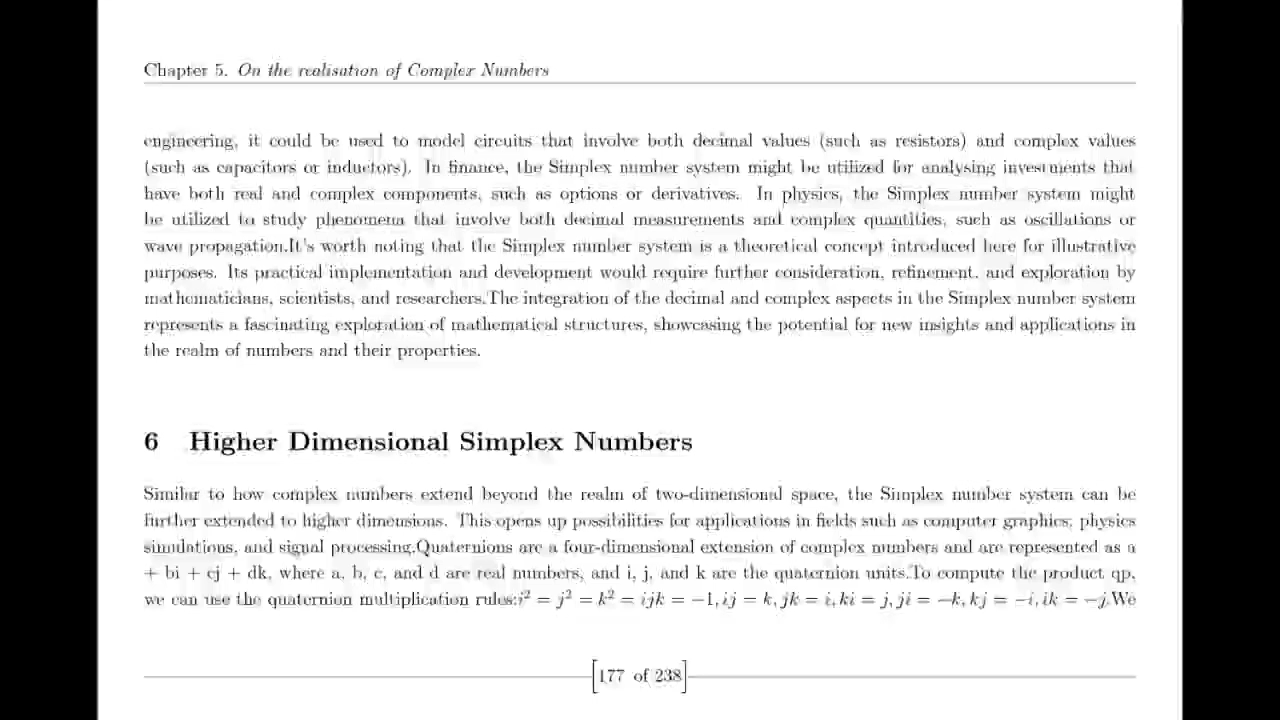 Chapter 5. On the realisation of Complex Numbers
engineering, it could be used to model circuits that involve both decimal values (such as resistors) and complex values
(such as capacitors or inductors). In finance, the Simplex number system might be utilized for analysing investments that
have both real and complex components, such as options or derivatives. In physics, the Simplex number system might
be utilized to study phenomena that involve both decimal measurements and complex quantities, such as oscillations or
wave propagation.It's worth noting that the Simplex number system is a theoretical concept introduced here for illustrative
purposes. Its practical implementation and development would require further consideration, refinement, and exploration by
mathematicians, scientists, and researchers.The integration of the decimal and complex aspects in the Simplex number system
represents a fascinating exploration of mathematical structures, showcasing the potential for new insights and applications in
the realm of numbers and their properties.
6 Higher Dimensional Simplex Numbers
Similar to how complex numbers extend beyond the realm of two-dimensional space, the Simplex number system can be
further extended to higher dimensions. This opens up possibilities for applications in fields such as computer graphics, physics
simulations, and signal processing.Quaternions are a four-dimensional extension of complex numbers and are represented as a
+ bi + cj + dk, where a, b, c, and d are real numbers, and i, j, and k are the quaternion units.To compute the product qp,
we can use the quaternion multiplication rules:i² = j² = k² = ijk = −1, ij = k, jk = i, ki = j, ji = −k, kj = −i, ik = −j.We
[177 of 238]